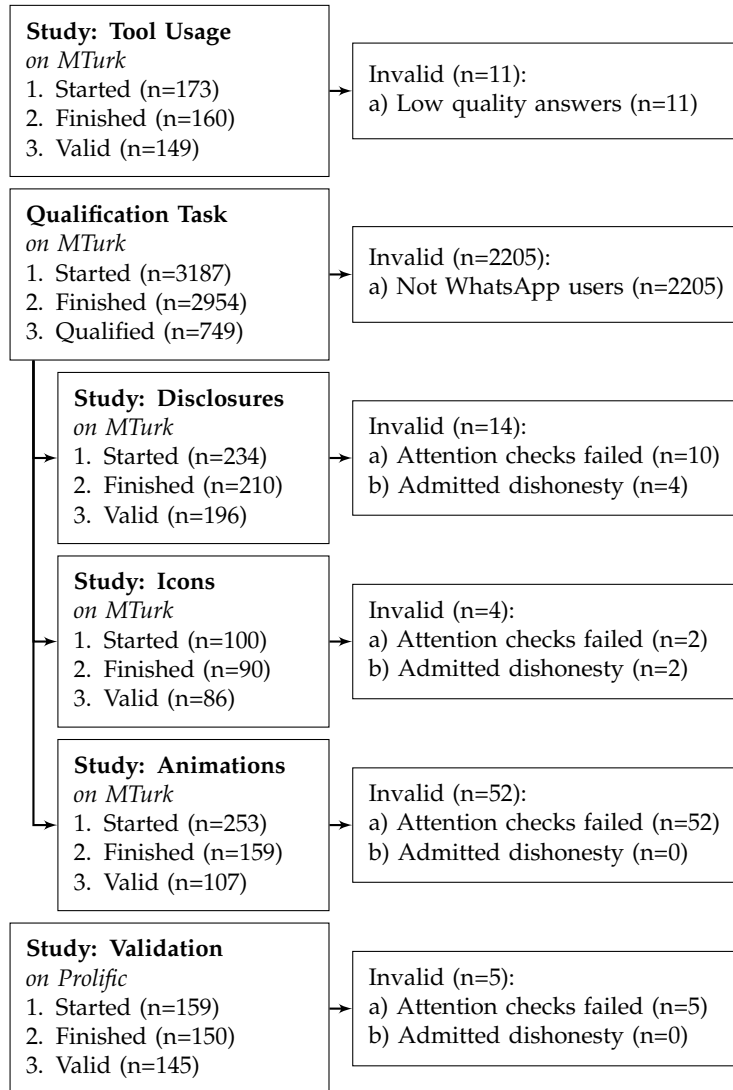 Study: Tool Usage
on MTurk
1. Started (n=173)
2. Finished (n=160)
3. Valid (n=149)
Invalid (n=11):
a) Low quality answers (n=11)
Qualification Task
on MTurk
1. Started (n=3187)
2. Finished (n=2954)
3. Qualified (n=749)
Invalid (n=2205):
a) Not WhatsApp users (n=2205)
Study: Disclosures
on MTurk
1. Started (n=234)
2. Finished (n=210)
3. Valid (n=196)
Invalid (n=14):
a) Attention checks failed (n=10)
b) Admitted dishonesty (n=4)
Study: Icons
on MTurk
1. Started (n=100)
2. Finished (n=90)
3. Valid (n=86)
Invalid (n=4):
a) Attention checks failed (n=2)
b) Admitted dishonesty (n=2)
Study: Animations
on MTurk
1. Started (n=253)
2. Finished (n=159)
3. Valid (n=107)
Invalid (n=52):
a) Attention checks failed (n=52)
b) Admitted dishonesty (n=0)
Study: Validation
on Prolific
1. Started (n=159)
2. Finished (n=150)
3. Valid (n=145)
Invalid (n=5):
a) Attention checks failed (n=5)
b) Admitted dishonesty (n=0)